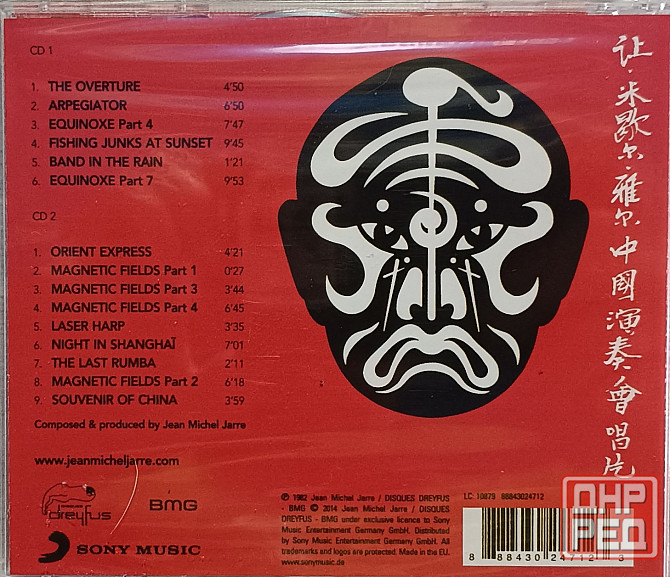 CD 1
1. THE OVERTURE 4'50
2. ARPEGIATOR 6'50
3. EQUINOXE Part 4 7'47
4. FISHING JUNKS AT SUNSET 9'45
5. BAND IN THE RAIN 1'21
6. EQUINOXE Part 7 9'53
CD 2
1. ORIENT EXPRESS 4'21
2. MAGNETIC FIELDS Part 1 0'27
3. MAGNETIC FIELDS Part 3 3'44
4. MAGNETIC FIELDS Part 4 6'45
5. LASER HARP 3'35
6. NIGHT IN SHANGHAÏ 7'01
7. THE LAST RUMBA 2'11
8. MAGNETIC FIELDS Part 2 6'18
9. SOUVENIR OF CHINA 3'59
Composed & produced by Jean Michel Jarre
www.jeanmicheljarre.com
DISQUES
dreyfus
BMG
SONY MUSIC
℗ 1982 Jean Michel Jarre / DISQUES DREYFUS
- BMG © 2014 Jean Michel Jarre / DISQUES
DREYFUS - BMG under exclusive licence to Sony
Music Entertainment Germany GmbH. Distributed
by Sony Music Entertainment Germany GmbH. All
trademarks and logos are protected. Made in the EU.
www.sonymusic.de
LC: 10879 88843024712
8 88430 24712 3
让·米歇尔·雅尔中國演奏會唱片
ДНР
РЕД